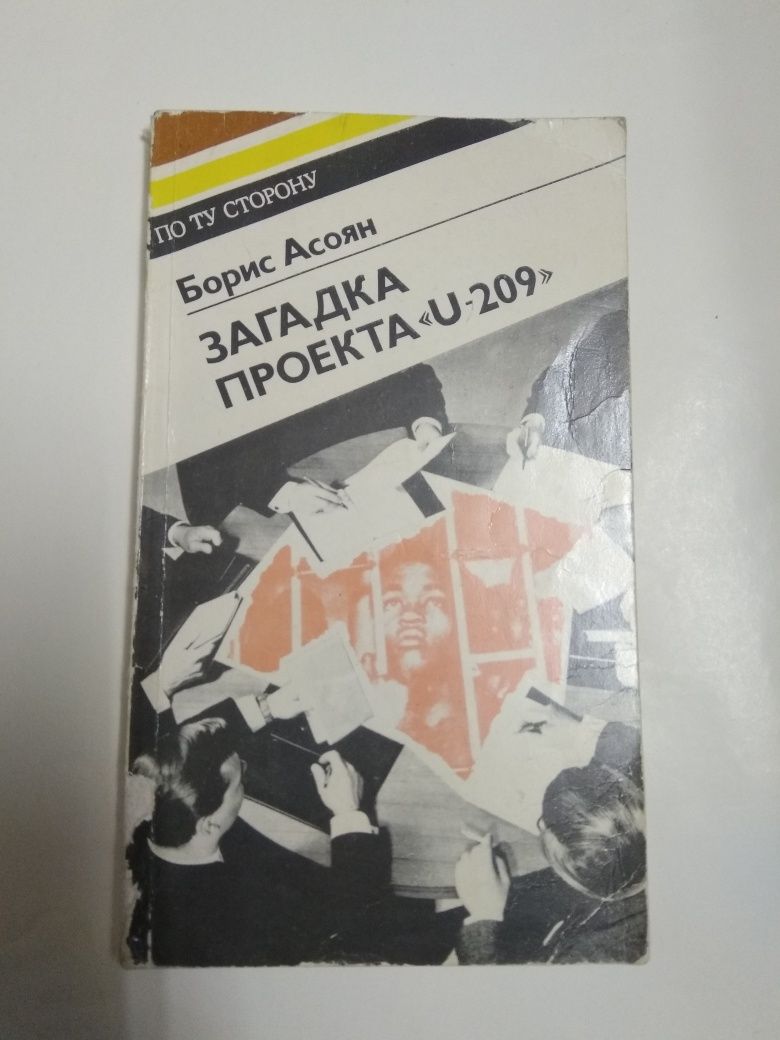 ПО ТУ СТОРОНУ
Борис Асоян
ЗАГАДКА
ПРОЕКТА «U-209»